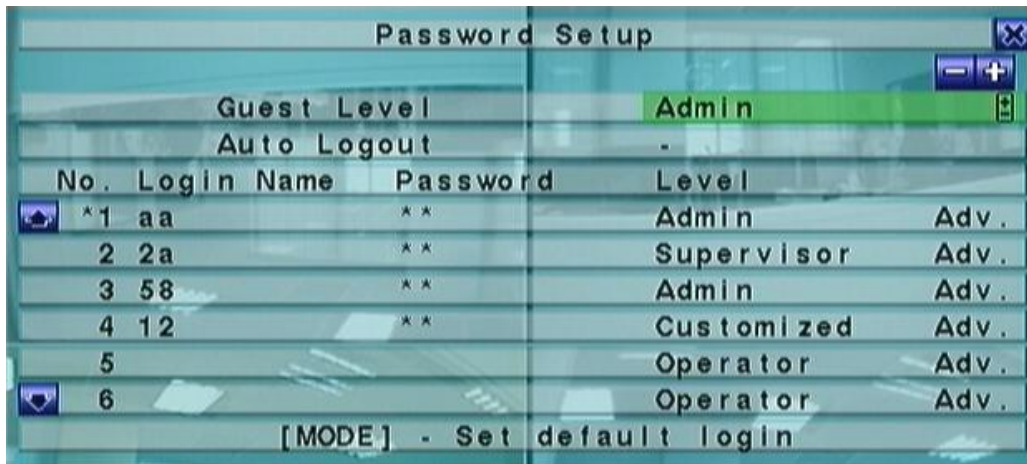 Password Setup
Guest Level Admin
Auto Logout -
No. Login Name Password Level
*1 aa ** Admin Adv.
2 2a ** Supervisor Adv.
3 58 ** Admin Adv.
4 12 ** Customized Adv.
5 Operator Adv.
6 Operator Adv.
[MODE] - Set default login